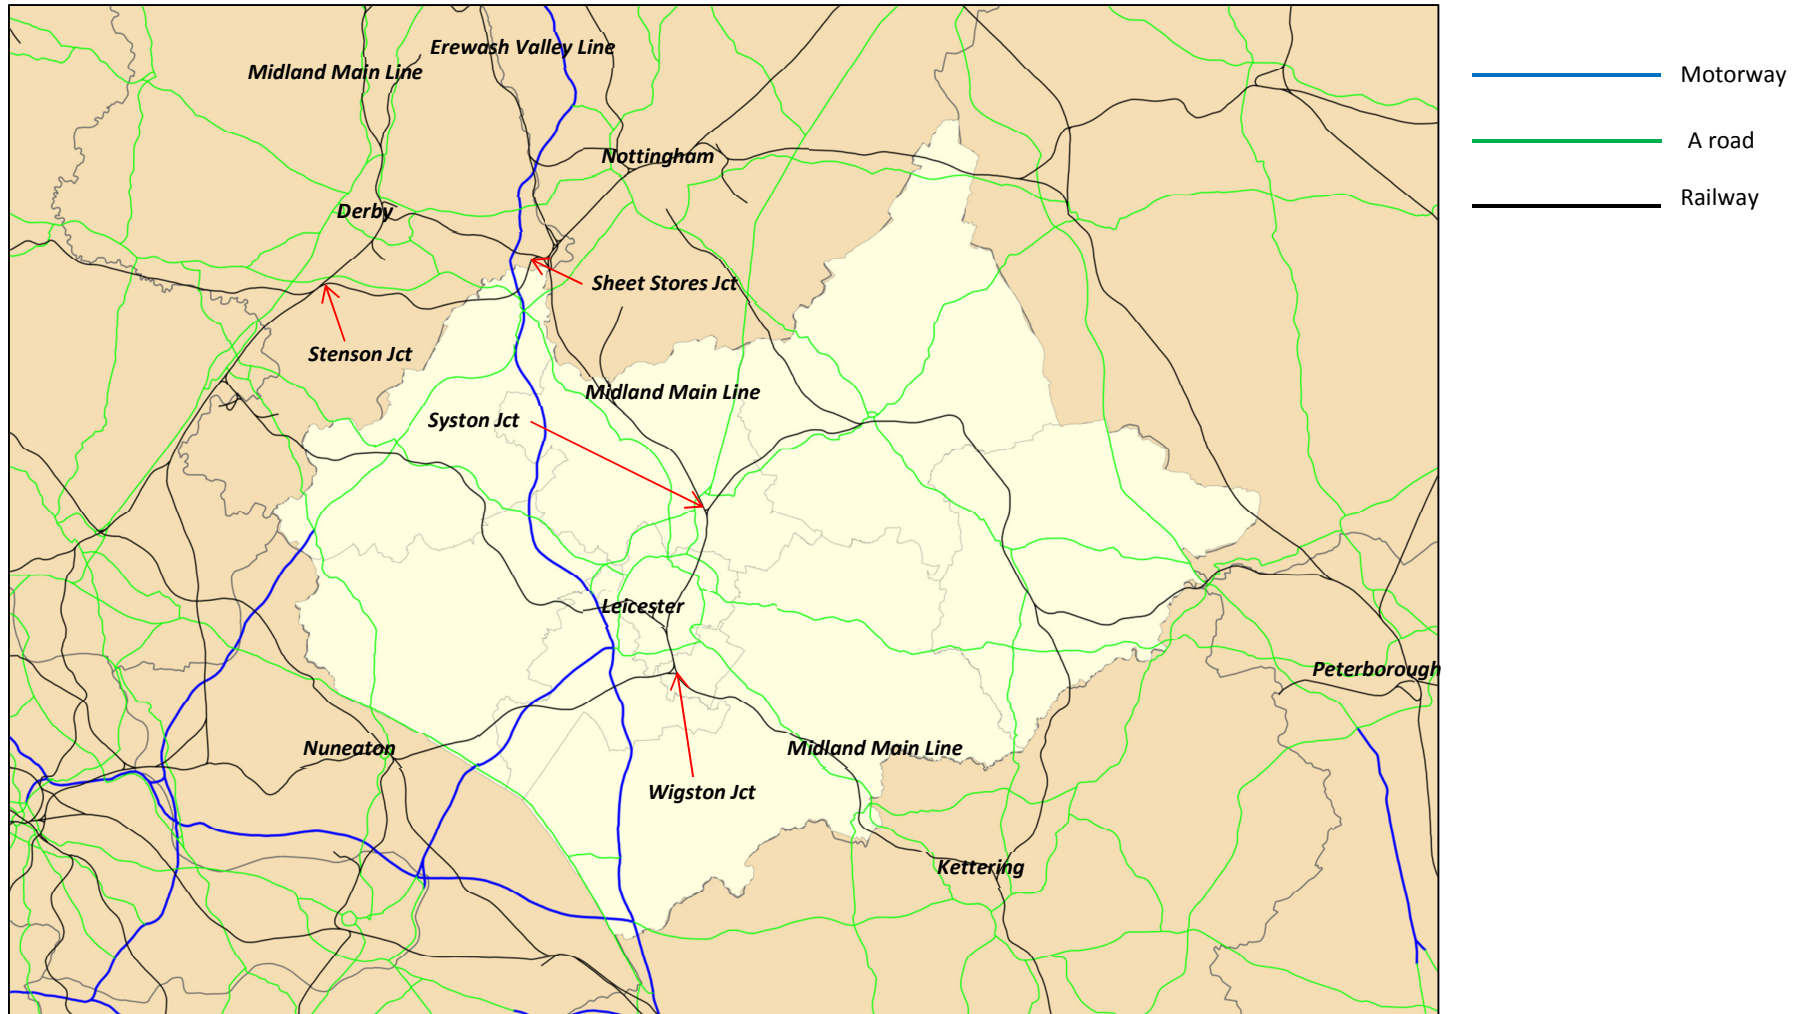 Erewash Valley Line
Midland Main Line
Motorway
A road
Nottingham
Railway
Derby
Sheet Stores Jct
Stenson Jct
Midland Main Line
Syston Jct
Leicester
Peterborough
Nuneaton
Midland Main Line
Wigston Jct
Kettering